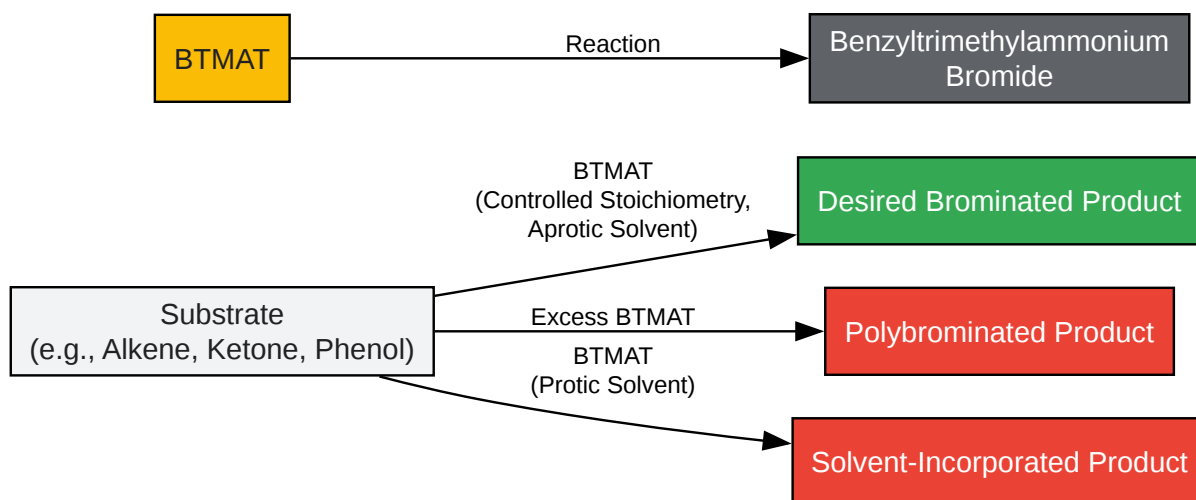 BTMAT
Reaction
Benzyltrimethylammonium
Bromide
BTMAT
(Controlled Stoichiometry,
Aprotic Solvent)
Desired Brominated Product
Substrate
(e.g., Alkene, Ketone, Phenol)
Excess BTMAT
Polybrominated Product
BTMAT
(Protic Solvent)
Solvent-Incorporated Product